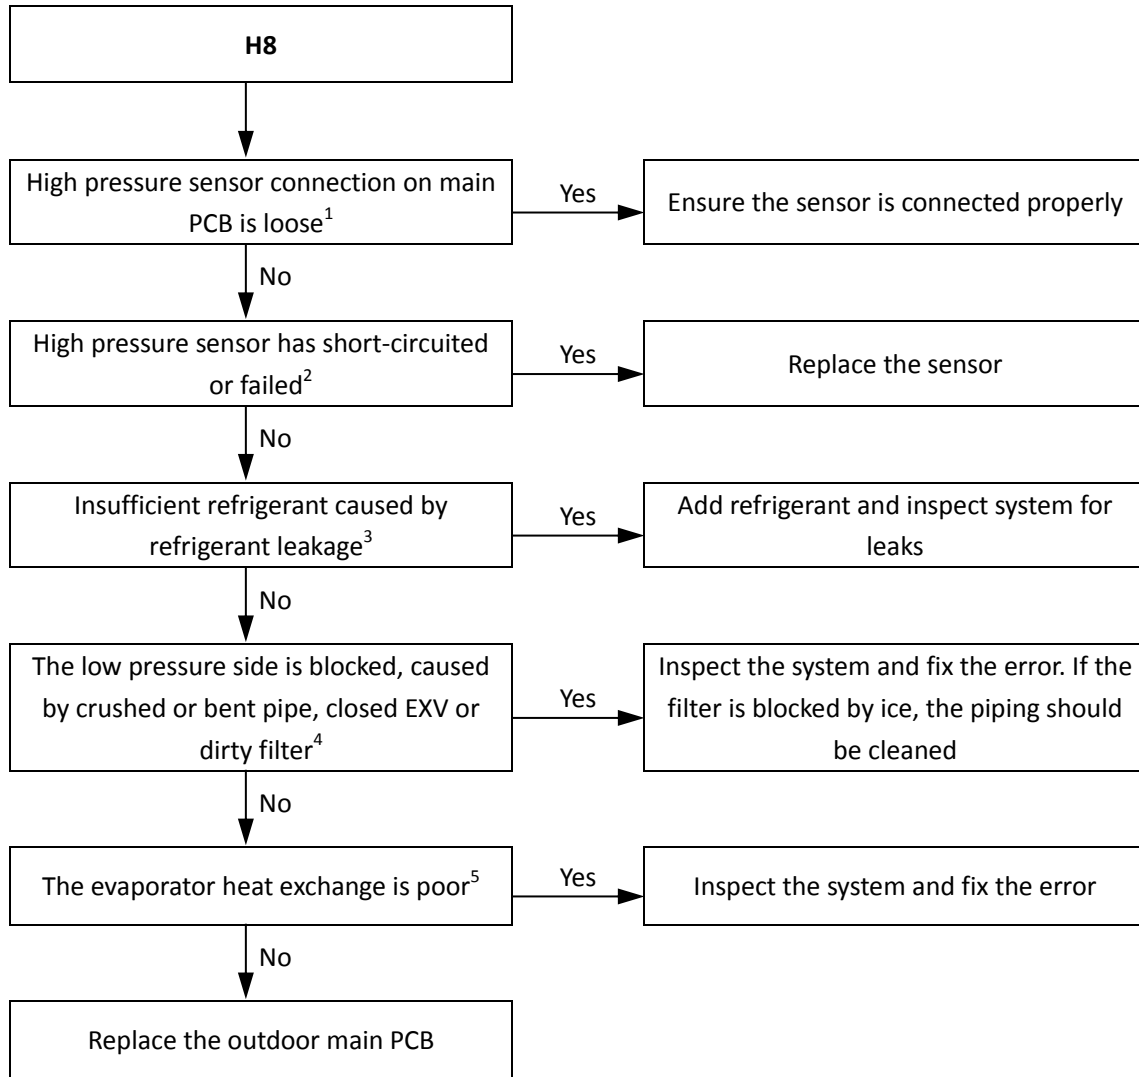 H8
High pressure sensor connection on main
PCB is loose1
Yes
Ensure the sensor is connected properly
No
High pressure sensor has short-circuited
or failed2
Yes
Replace the sensor
No
Insufficient refrigerant caused by
refrigerant leakage3
Yes
Add refrigerant and inspect system for
leaks
No
The low pressure side is blocked, caused
by crushed or bent pipe, closed EXV or
dirty filter4
Yes
Inspect the system and fix the error. If the
filter is blocked by ice, the piping should
be cleaned
No
The evaporator heat exchange is poor5
Yes
Inspect the system and fix the error
No
Replace the outdoor main PCB